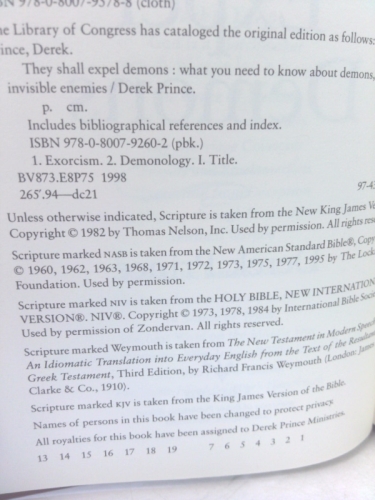 978-0-8007-9378-8 (cloth)
Library of Congress has cataloged the original edition as follows:
Derek.
They shall expel demons : what you need to know about demons,
invisible enemies / Derek Prince.
p. cm.
Includes bibliographical references and index.
ISBN 978-0-8007-9260-2 (pbk.)
1. Exorcism. 2. Demonology. I. Title.
BV873.E8P75 1998
265'.94—dc21
97-4
Unless otherwise indicated, Scripture is taken from the New King James
Copyright © 1982 by Thomas Nelson, Inc. Used by permission. All rights
Scripture marked NASB is taken from the New American Standard Bible®,
© 1960, 1962, 1963, 1968, 1971, 1972, 1973, 1975, 1977, 1995 by The
Foundation. Used by permission.
Scripture marked NIV is taken from the HOLY BIBLE, NEW INTERNATION
VERSION®. NIV®. Copyright © 1973, 1978, 1984 by International Bible
Used by permission of Zondervan. All rights reserved.
Scripture marked Weymouth is taken from The New Testament in Modern
An Idiomatic Translation into Everyday English from the Text of the
Greek Testament, Third Edition, by Richard Francis Weymouth (London: James
Clarke & Co., 1910).
Scripture marked KJV is taken from the King James Version of the Bible.
Names of persons in this book have been changed to protect privacy.
All royalties for this book have been assigned to Derek Prince Ministries.
13 14 15 16 17 18 19 7 6 5 4 3 2 1